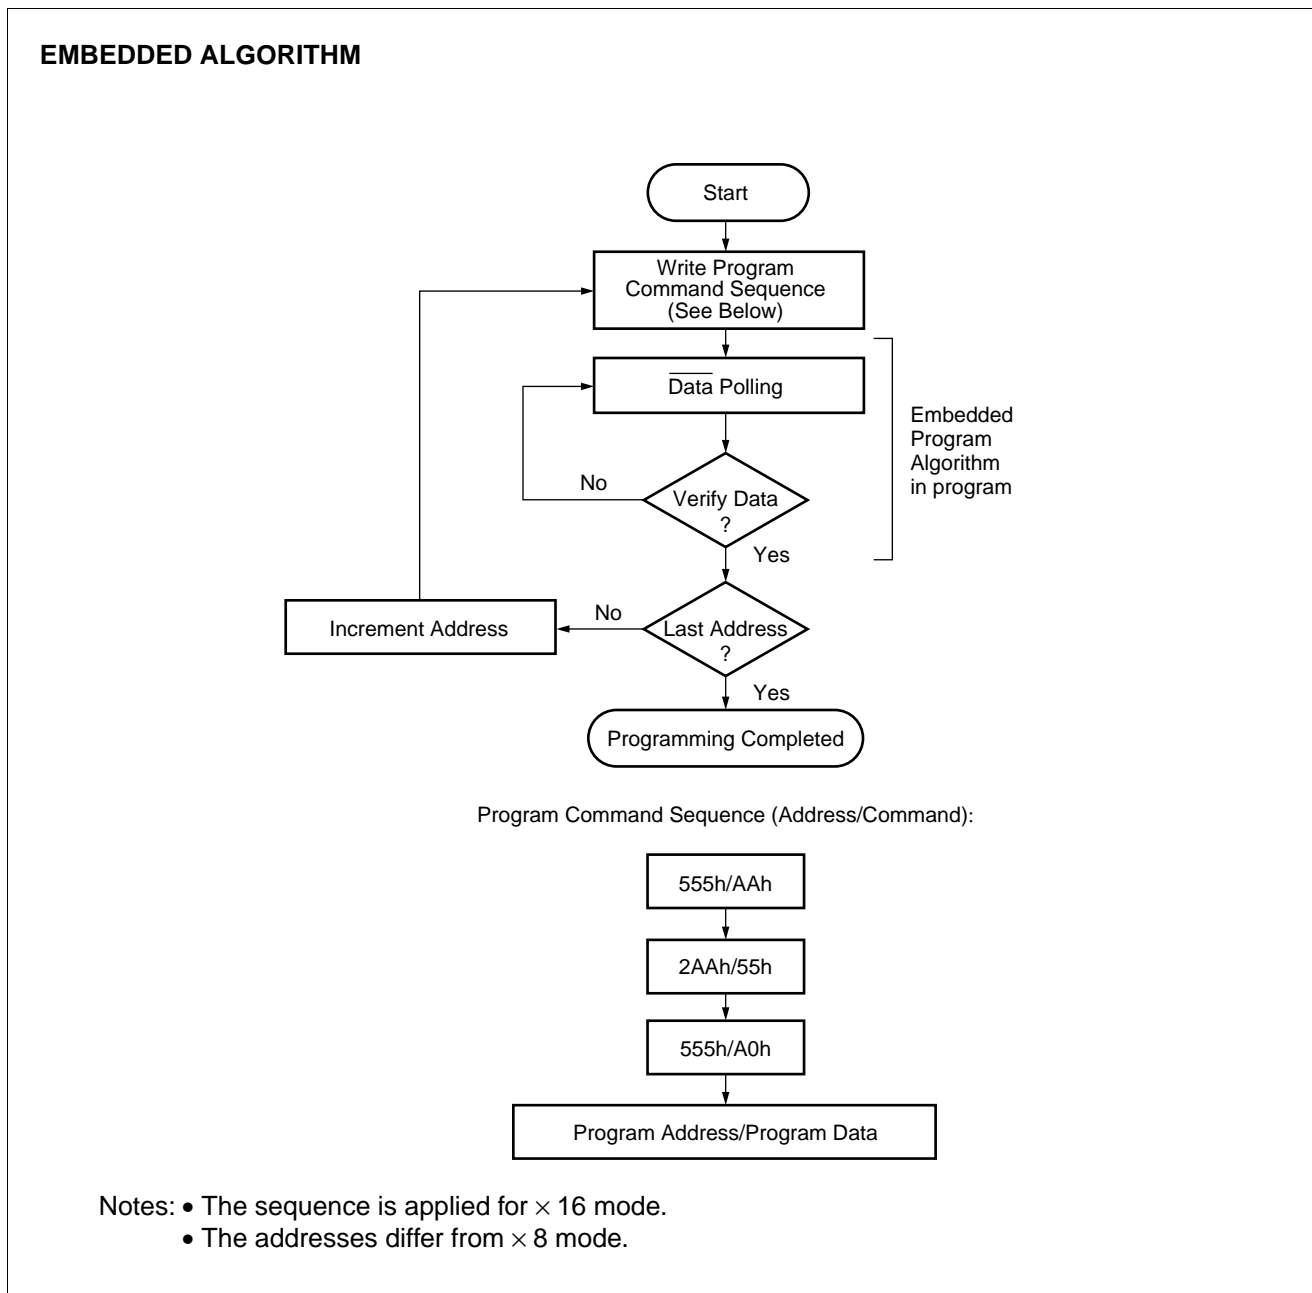 EMBEDDED ALGORITHM
Start
Write Program
Command Sequence
(See Below)
Data Polling
Embedded
Program
Algorithm
in program
No
Verify Data
?
Yes
Increment Address
No
Last Address
?
Yes
Programming Completed
Program Command Sequence (Address/Command):
555h/AAh
2AAh/55h
555h/A0h
Program Address/Program Data
Notes: • The sequence is applied for × 16 mode.
• The addresses differ from × 8 mode.